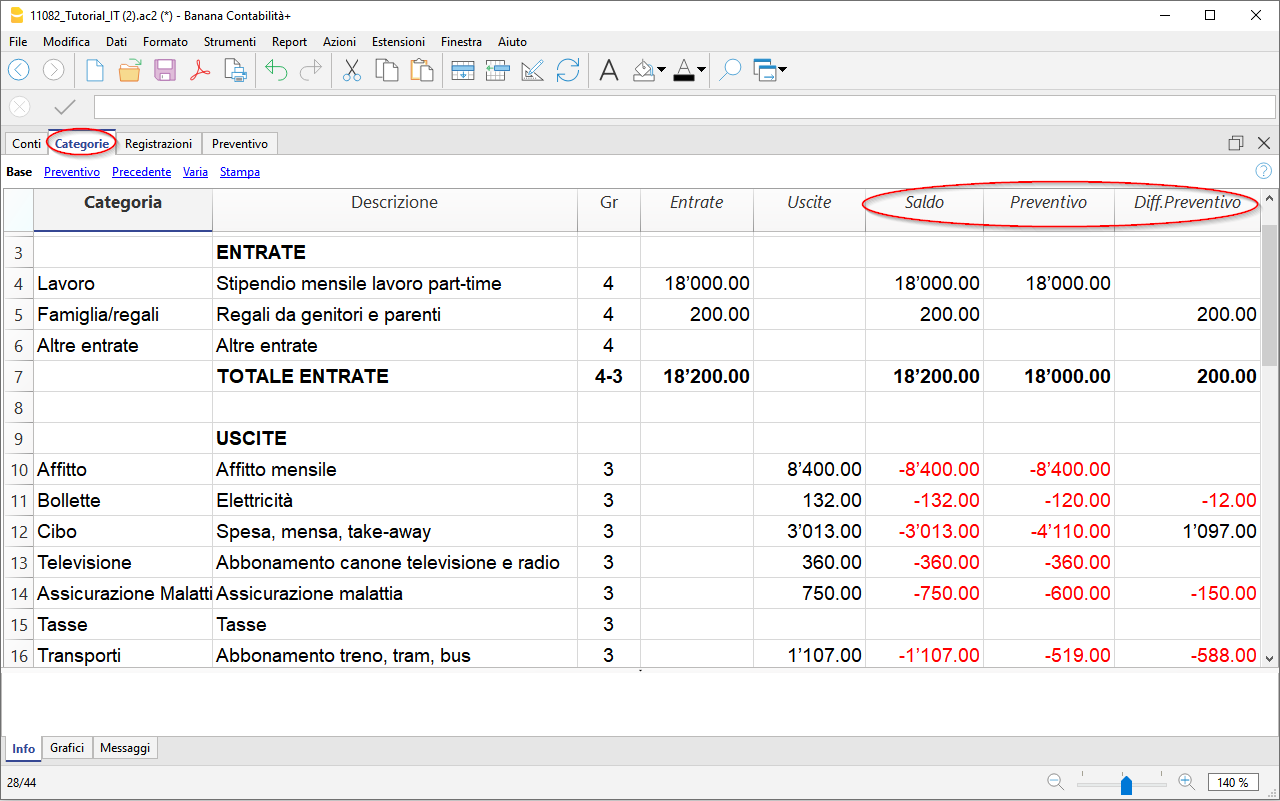 11082_Tutorial_IT (2).ac2 (*) - Banana Contabilità+
File Modifica Dati Formato Strumenti Report Azioni Estensioni Finestra Aiuto
Conti Categorie Registrazioni Preventivo
Base Preventivo Precedente Varia Stampa
Categoria Descrizione Gr Entrate Uscite Saldo Preventivo Diff.Preventivo
3 ENTRATE
4 Lavoro Stipendio mensile lavoro part-time 4 18’000.00 18’000.00 18’000.00
5 Famiglia/regali Regali da genitori e parenti 4 200.00 200.00 200.00
6 Altre entrate Altre entrate 4
7 TOTALE ENTRATE 4-3 18’200.00 18’200.00 18’000.00 200.00
8
9 USCITE
10 Affitto Affitto mensile 3 8’400.00 -8’400.00 -8’400.00
11 Bollette Elettricità 3 132.00 -132.00 -120.00 -12.00
12 Cibo Spesa, mensa, take-away 3 3’013.00 -3’013.00 -4’110.00 1’097.00
13 Televisione Abbonamento canone televisione e radio 3 360.00 -360.00 -360.00
14 Assicurazione Malatti Assicurazione malattia 3 750.00 -750.00 -600.00 -150.00
15 Tasse Tasse 3
16 Transporti Abbonamento treno, tram, bus 3 1’107.00 -1’107.00 -519.00 -588.00
Info Grafici Messaggi
28/44 140 %